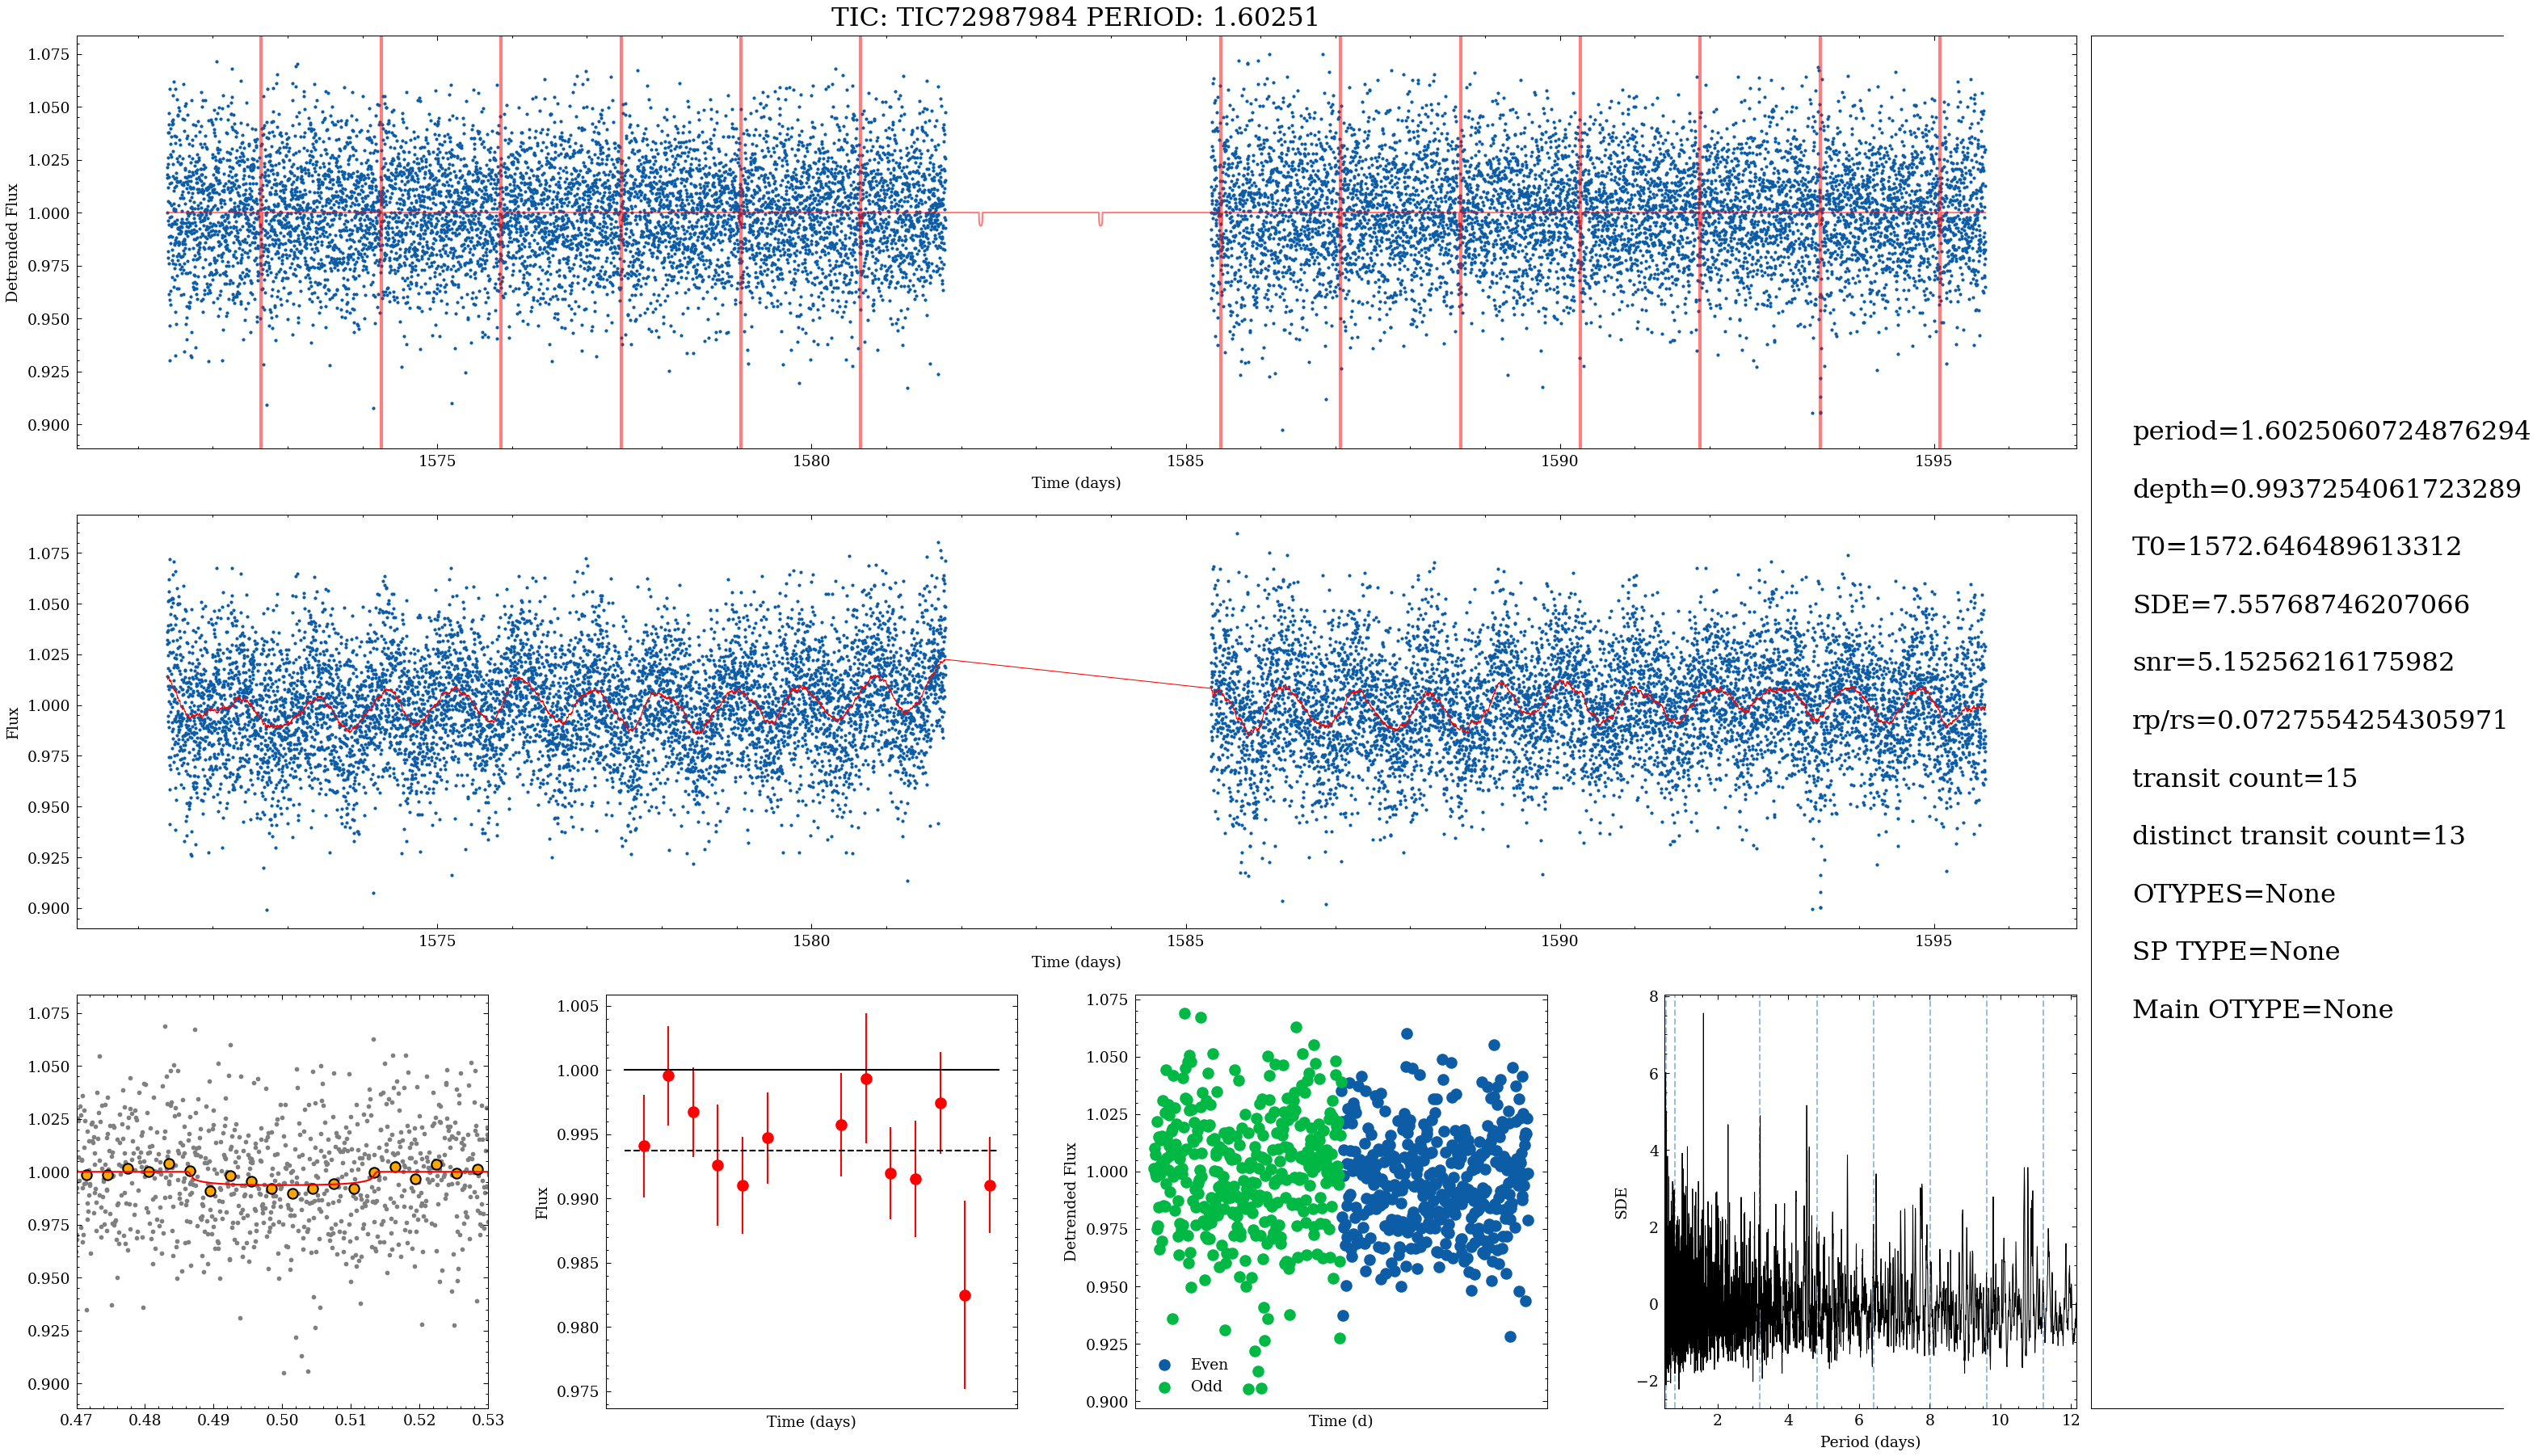 TIC: TIC72987984 PERIOD: 1.60251
1.075
1.050
1.025
1.000
0.975
0.950
0.925
0.900
Detrended Flux
1575
1580
1585
1590
1595
Time (days)
1.075
1.050
1.025
1.000
0.975
0.950
0.925
0.900
Flux
1575
1580
1585
1590
1595
Time (days)
period=1.6025060724876294
depth=0.9937254061723289
T0=1572.646489613312
SDE=7.55768746207066
snr=5.15256216175982
rp/rs=0.0727554254305971
transit count=15
distinct transit count=13
OTYPES=None
SP TYPE=None
Main OTYPE=None
1.075
1.050
1.025
1.000
0.975
0.950
0.925
0.900
0.47
0.48
0.49
0.50
0.51
0.52
0.53
1.005
1.000
0.995
0.990
0.985
0.980
0.975
Flux
Time (days)
1.075
1.050
1.025
1.000
0.975
0.950
0.925
0.900
Detrended Flux
Even
Odd
Time (d)
8
6
4
2
0
−2
SDE
2
4
6
8
10
12
Period (days)